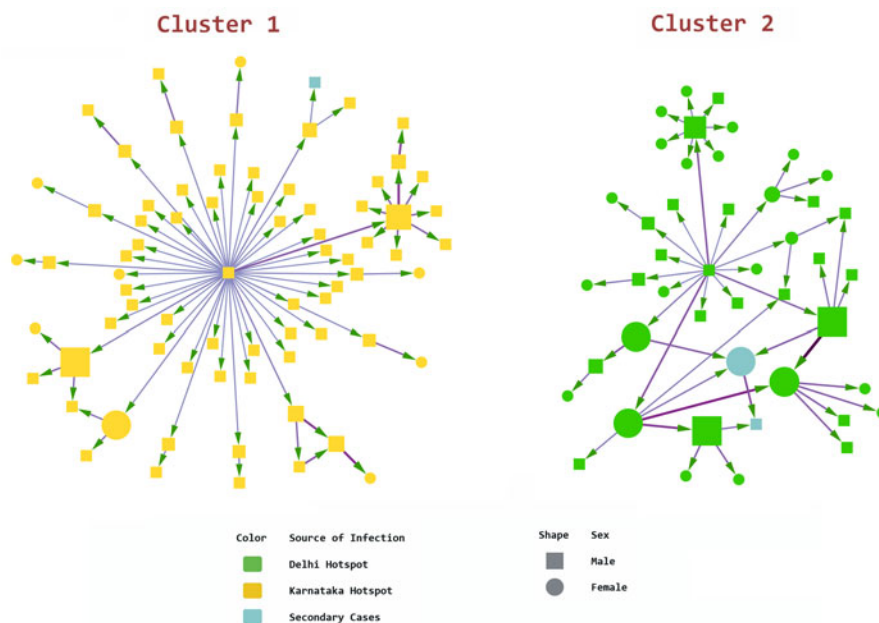 Cluster 1
Cluster 2
Color Source of Infection
Delhi Hotspot
Karnataka Hotspot
Secondary Cases
Shape Sex
Male
Female